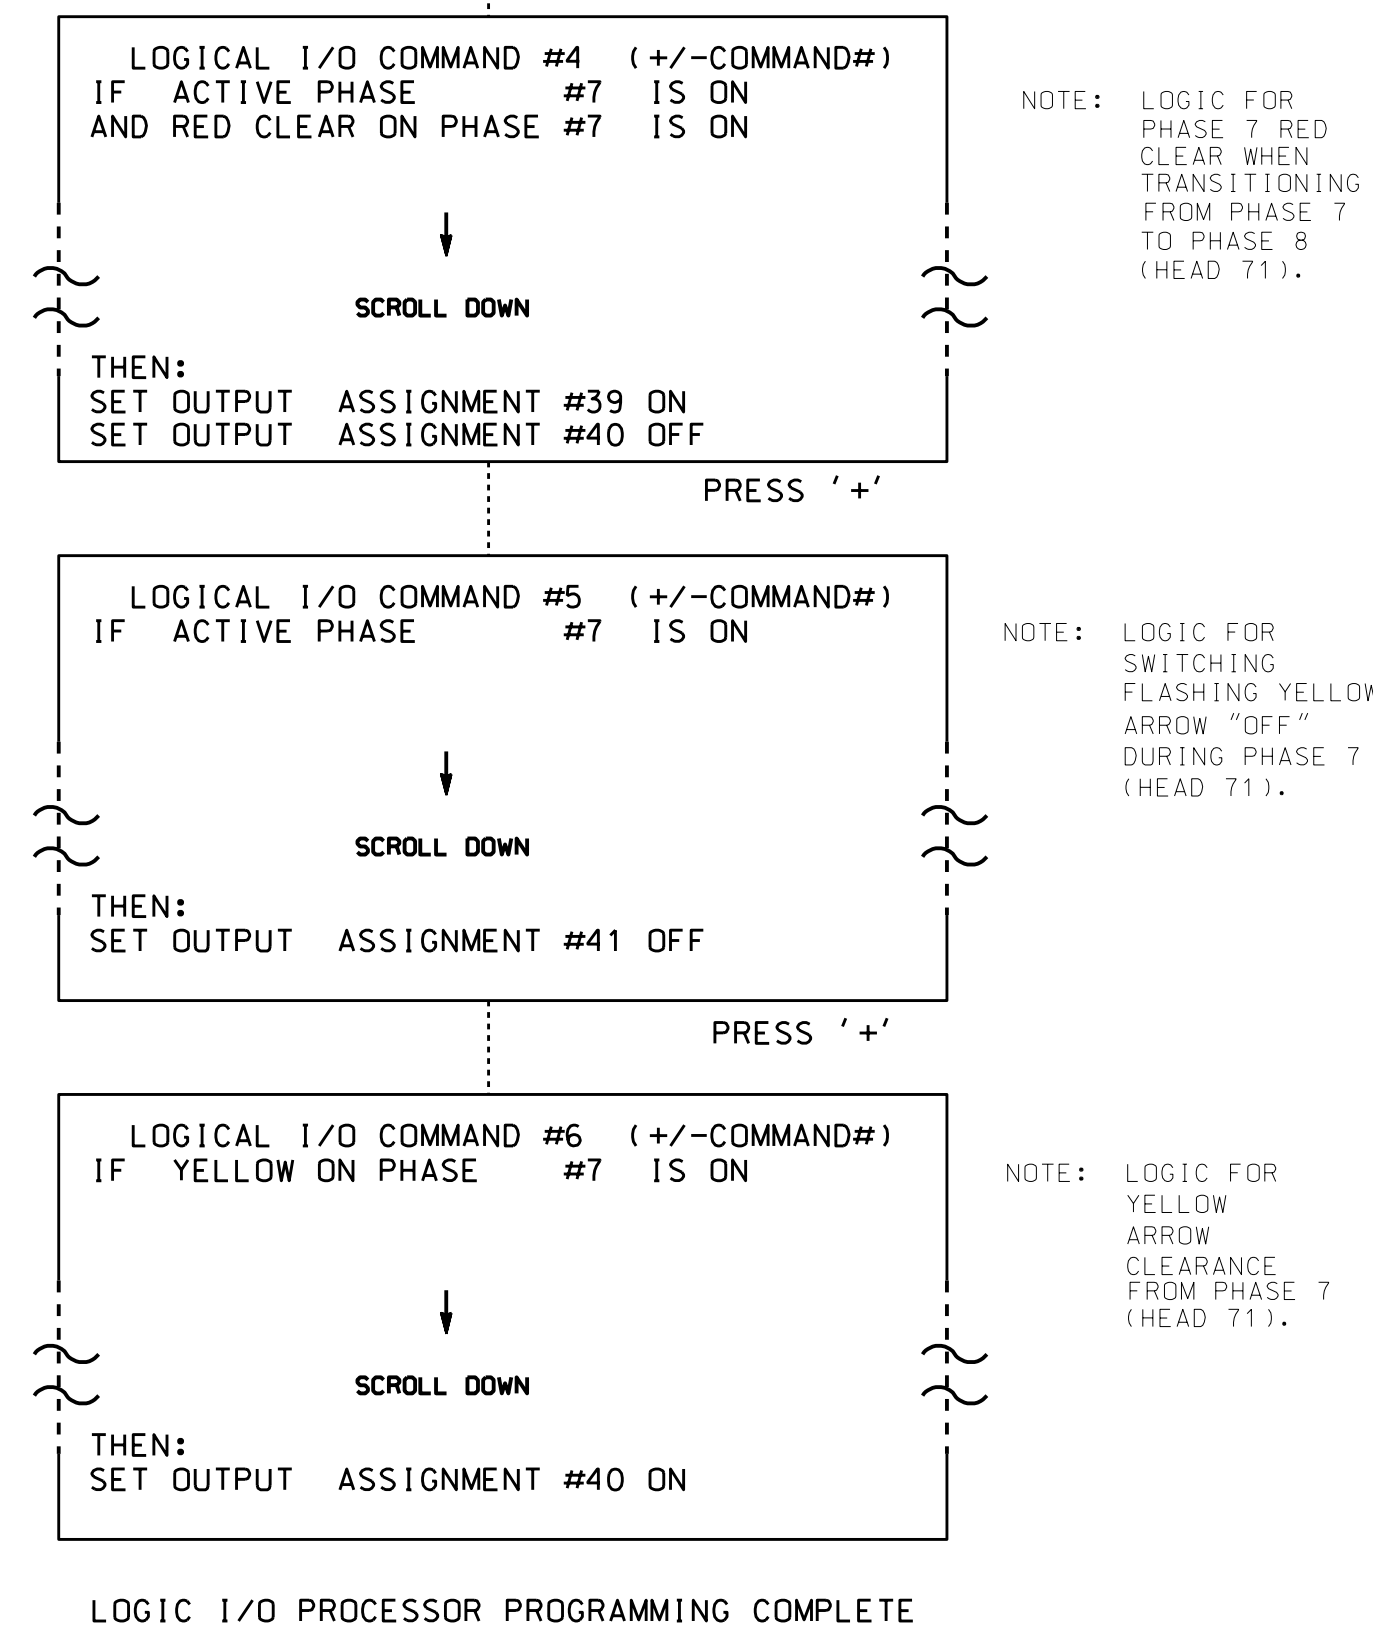 LOGICAL I/O COMMAND #4 (+/-COMMAND#)
IF ACTIVE PHASE #7 IS ON
AND RED CLEAR ON PHASE #7 IS ON
SCROLL DOWN
THEN:
SET OUTPUT ASSIGNMENT #39 ON
SET OUTPUT ASSIGNMENT #40 OFF
NOTE: LOGIC FOR
PHASE 7 RED
CLEAR WHEN
TRANSITIONING
FROM PHASE 7
TO PHASE 8
(HEAD 71).
PRESS '+'
LOGICAL I/O COMMAND #5 (+/-COMMAND#)
IF ACTIVE PHASE #7 IS ON
SCROLL DOWN
THEN:
SET OUTPUT ASSIGNMENT #41 OFF
NOTE: LOGIC FOR
SWITCHING
FLASHING YELLOW
ARROW "OFF"
DURING PHASE 7
(HEAD 71).
PRESS '+'
LOGICAL I/O COMMAND #6 (+/-COMMAND#)
IF YELLOW ON PHASE #7 IS ON
SCROLL DOWN
THEN:
SET OUTPUT ASSIGNMENT #40 ON
NOTE: LOGIC FOR
YELLOW
ARROW
CLEARANCE
FROM PHASE 7
(HEAD 71).
LOGIC I/O PROCESSOR PROGRAMMING COMPLETE